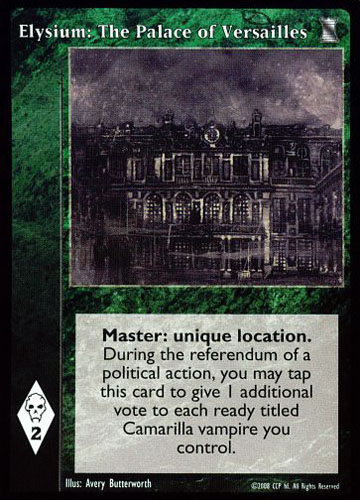 Elysium: The Palace of Versailles
Master: unique location.
During the referendum of a
political action, you may tap
this card to give 1 additional
vote to each ready titled
Camarilla vampire you
control.
2
Illus: Avery Butterworth
©2008 CCP hf. All Rights Reserved